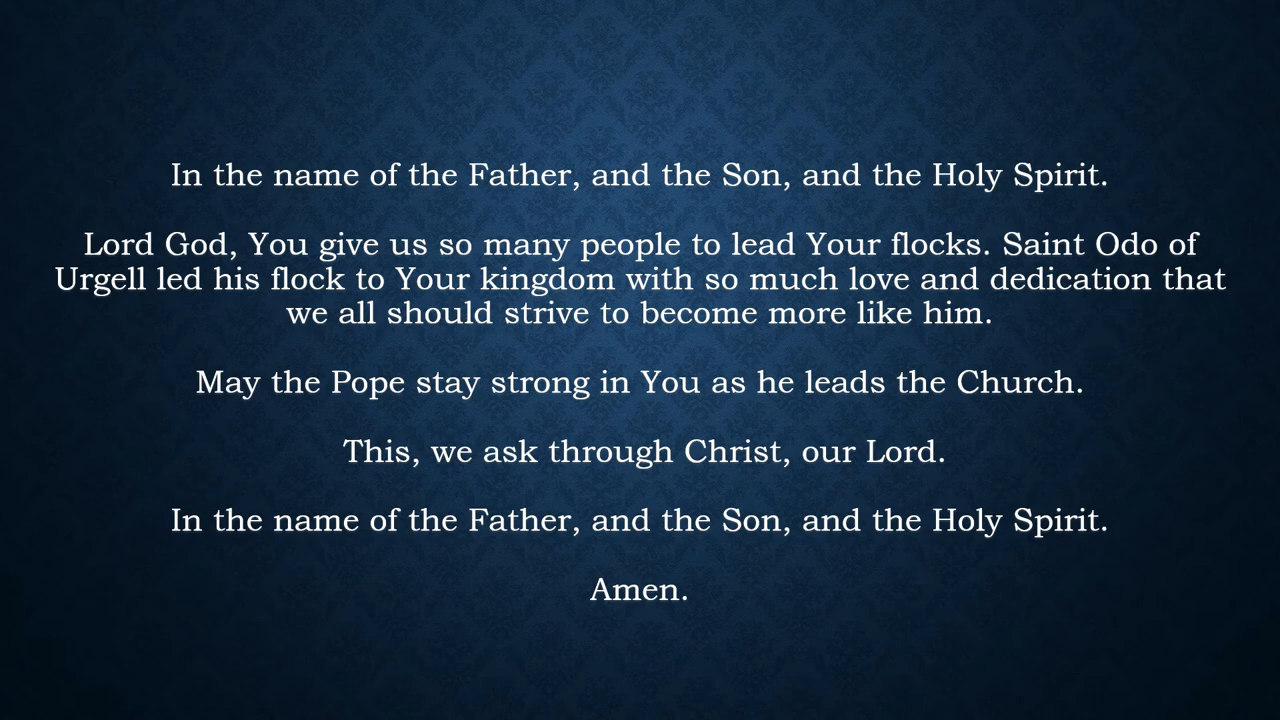 In the name of the Father, and the Son, and the Holy Spirit.
Lord God, You give us so many people to lead Your flocks. Saint Odo of
Urgell led his flock to Your kingdom with so much love and dedication that
we all should strive to become more like him.
May the Pope stay strong in You as he leads the Church.
This, we ask through Christ, our Lord.
In the name of the Father, and the Son, and the Holy Spirit.
Amen.